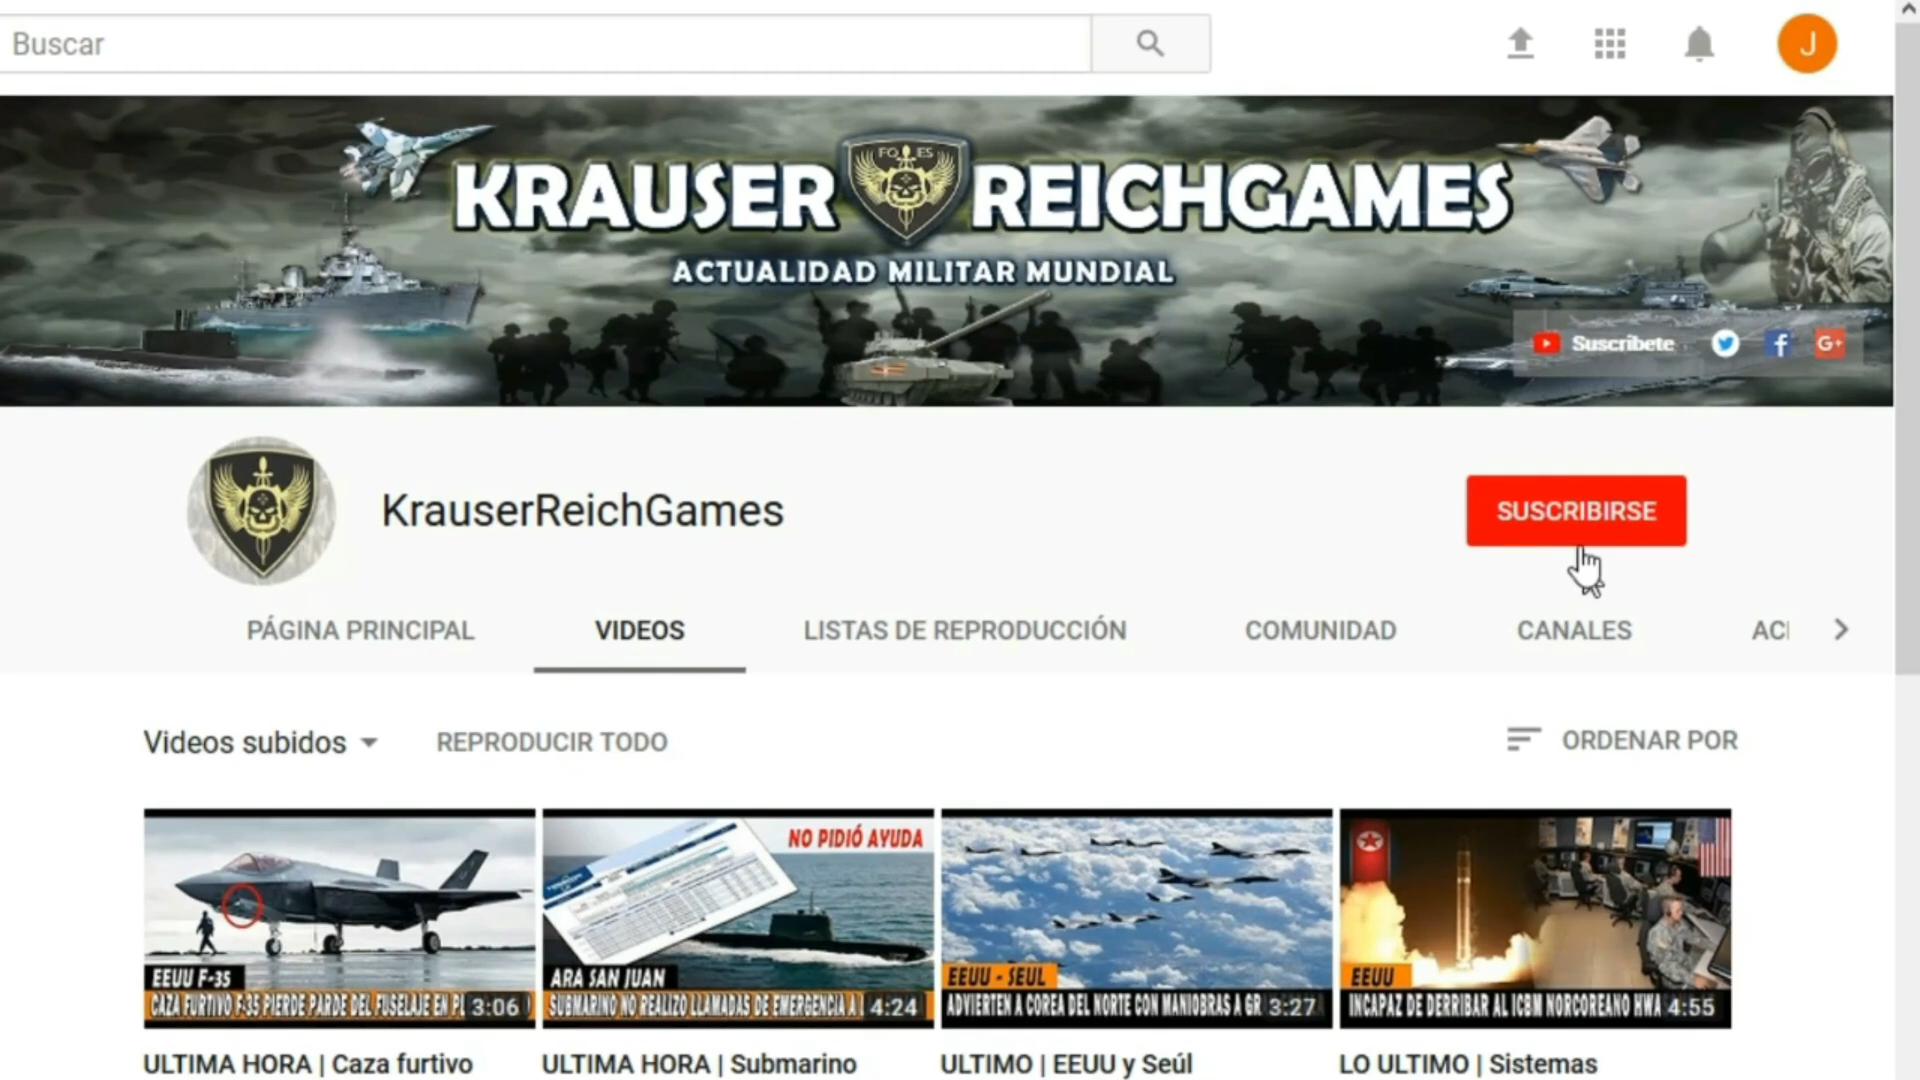 Buscar
J
KRAUSER REICHGAMES
FO ES
ACTUALIDAD MILITAR MUNDIAL
Suscribete
G+
KrauserReichGames
SUSCRIBIRSE
PÁGINA PRINCIPAL
VIDEOS
LISTAS DE REPRODUCCIÓN
COMUNIDAD
CANALES
Videos subidos
REPRODUCIR TODO
ORDENAR POR
EEUU F-35
CAZA FURTIVO F-35 PIERDE PARDE DEL FUSELAJE EN
3:06
NO PIDIÓ AYUDA
ARA SAN JUAN
SUBMARINO NO REALIZO LLAMADAS DE EMERGENCIA A
4:24
EEUU - SEUL
ADVIERTEN A COREA DEL NORTE CON MANIOBRAS A GR
3:27
EEUU
INCAPAZ DE DERRIBAR AL ICBM NORCOREANO HWA
4:55
ULTIMA HORA | Caza furtivo
ULTIMA HORA | Submarino
ULTIMO | EEUU y Seúl
LO ULTIMO | Sistemas